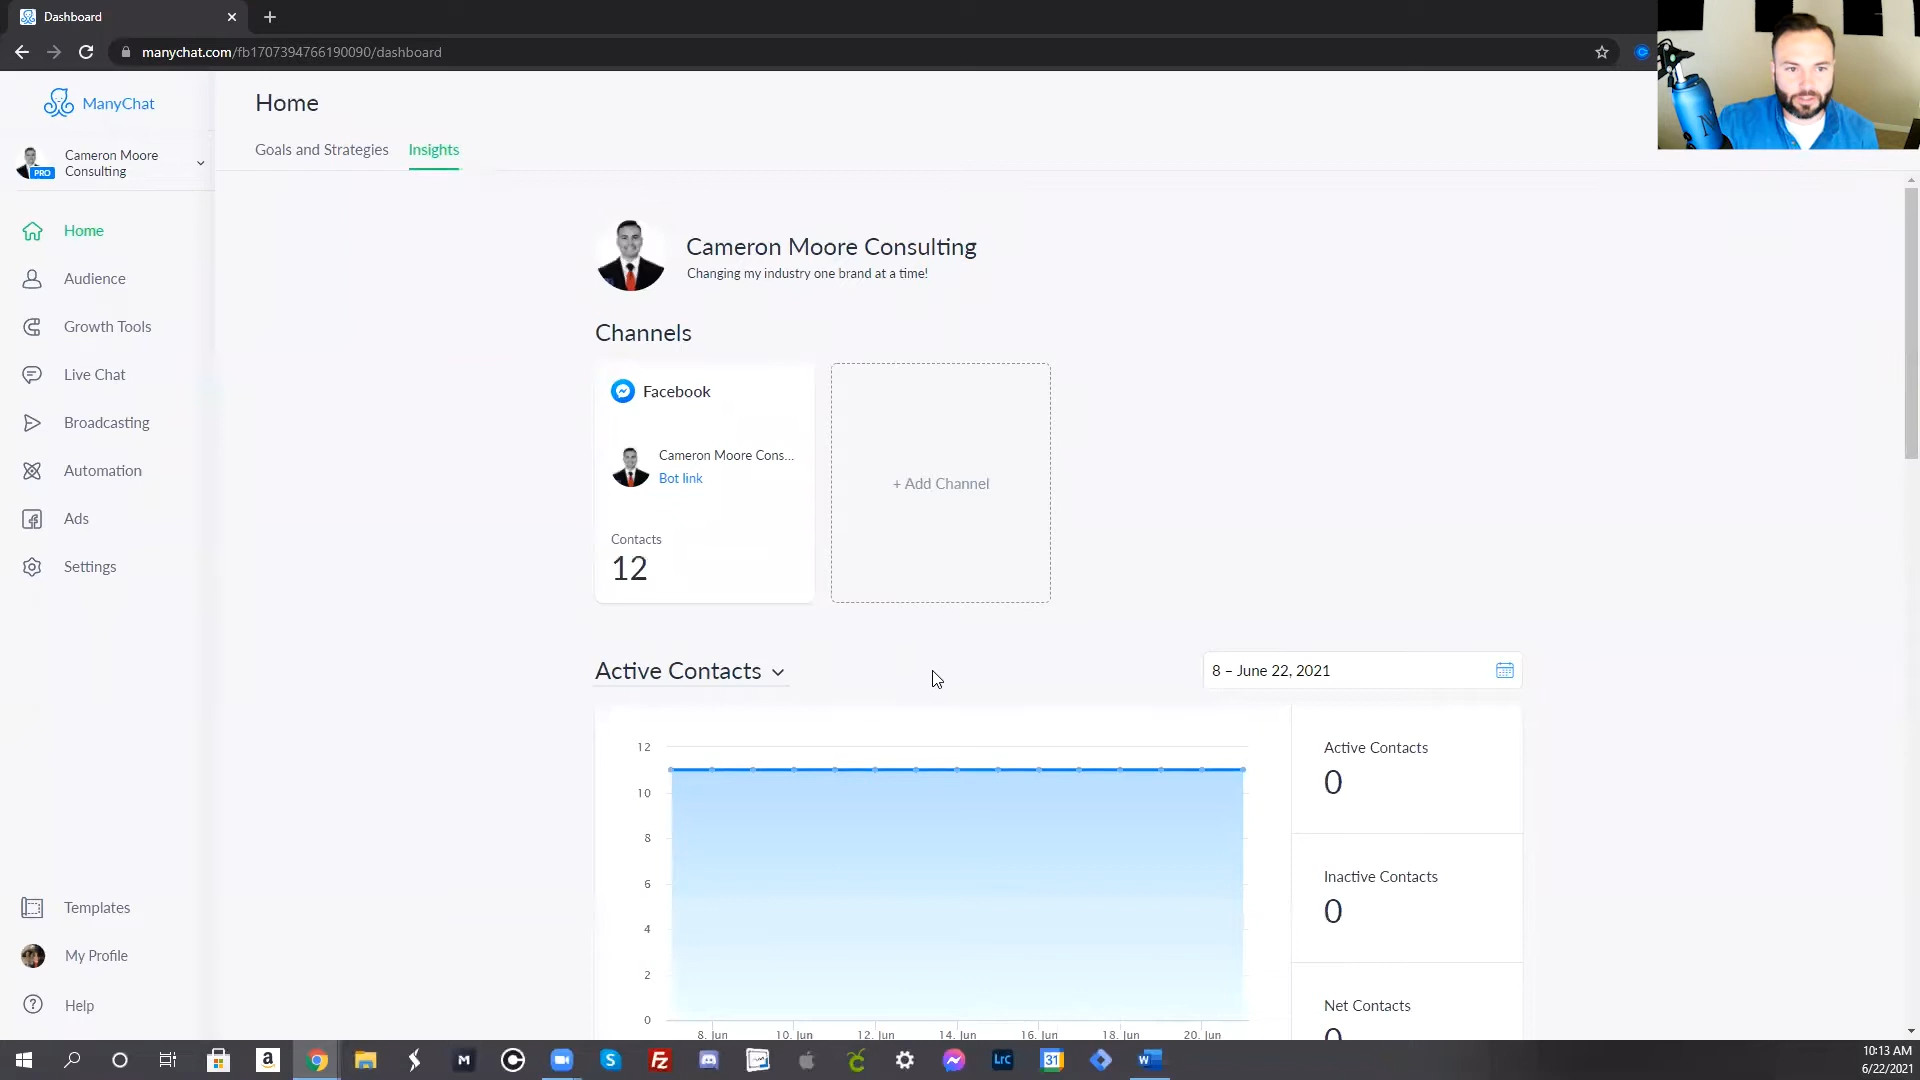 Dashboard
manychat.com/fb1707394766190090/dashboard
ManyChat
Home
Goals and Strategies Insights
Cameron Moore
Consulting
PRO
Home
Audience
Growth Tools
Live Chat
Broadcasting
Automation
Ads
Settings
Templates
My Profile
Help
Cameron Moore Consulting
Changing my industry one brand at a time!
Channels
Facebook
Cameron Moore Cons...
Bot link
Contacts
12
+ Add Channel
Active Contacts
8 – June 22, 2021
12
10
8
6
4
2
0
8. Jun 10. Jun 12. Jun 14. Jun 16. Jun 18. Jun 20. Jun
Active Contacts
0
Inactive Contacts
0
Net Contacts
0
10:13 AM
6/22/2021